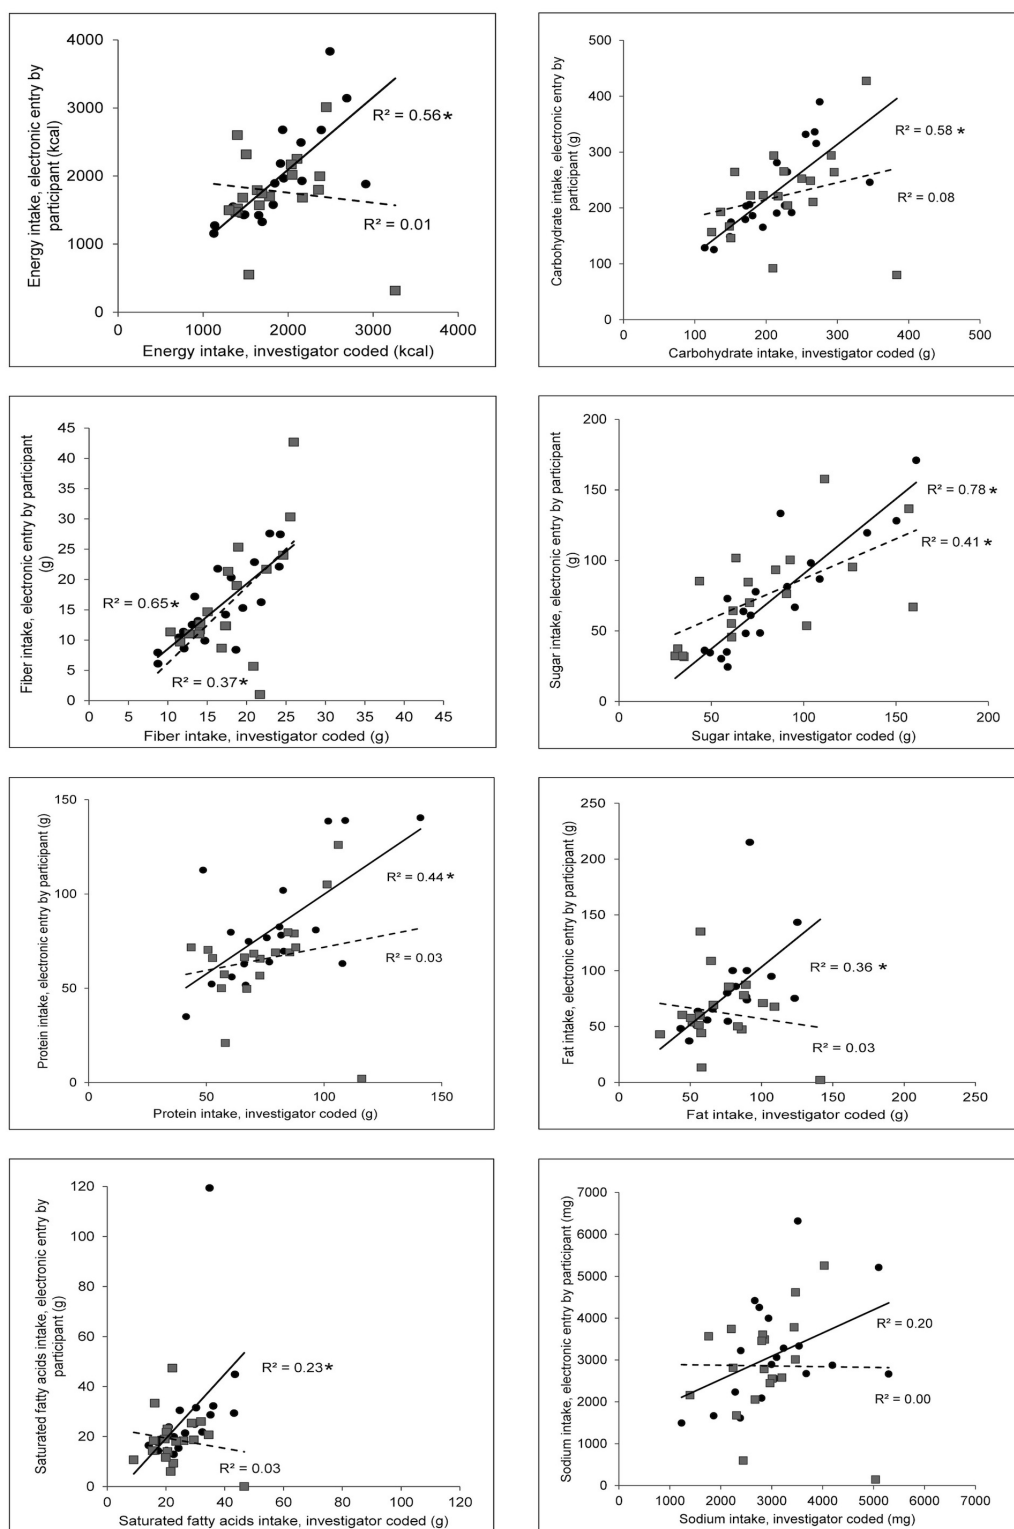 Energy intake, electronic entry by
participant (kcal)
4000
3000
2000
1000
0
R² = 0.56 *
R² = 0.01
0 1000 2000 3000 4000
Energy intake, investigator coded (kcal)
Carbohydrate intake, electronic entry by
participant (g)
500
400
300
200
100
0
R² = 0.58 *
R² = 0.08
0 100 200 300 400 500
Carbohydrate intake, investigator coded (g)
Fiber intake, electronic entry by participant
(g)
45
40
35
30
25
20
15
10
5
0
R² = 0.65 *
R² = 0.37 *
0 5 10 15 20 25 30 35 40 45
Fiber intake, investigator coded (g)
Sugar intake, electronic entry by participant
(g)
200
150
100
50
0
R² = 0.78 *
R² = 0.41 *
0 50 100 150 200
Sugar intake, investigator coded (g)
Protein intake, electronic entry by participant (g)
150
100
50
0
R² = 0.44 *
R² = 0.03
0 50 100 150
Protein intake, investigator coded (g)
Fat intake, electronic entry by participant (g)
250
200
150
100
50
0
R² = 0.36 *
R² = 0.03
0 50 100 150 200 250
Fat intake, investigator coded (g)
Saturated fatty acids intake, electronic entry by
participant (g)
120
100
80
60
40
20
0
R² = 0.23 *
R² = 0.03
0 20 40 60 80 100 120
Saturated fatty acids intake, investigator coded (g)
Sodium intake, electronic entry by participant (mg)
7000
6000
5000
4000
3000
2000
1000
0
R² = 0.20
R² = 0.00
0 1000 2000 3000 4000 5000 6000 7000
Sodium intake, investigator coded (mg)